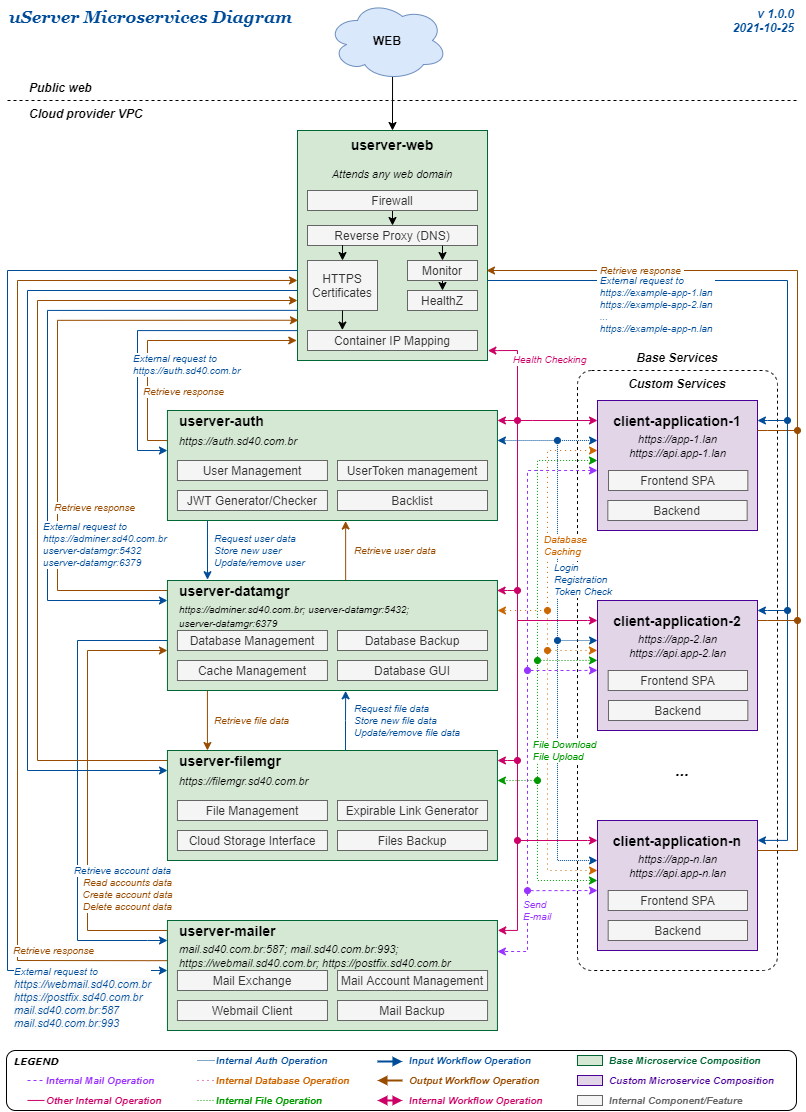 uServer Microservices Diagram
v 1.0.0
2021-10-25
WEB
Public web
Cloud provider VPC
userver-web
Attends any web domain
Firewall
Reverse Proxy (DNS)
HTTPS
Certificates
Monitor
HealthZ
Container IP Mapping
Retrieve response
External request to
https://example-app-1.lan
https://example-app-2.lan
...
https://example-app-n.lan
External request to
https://auth.sd40.com.br
Retrieve response
Health Checking
Base Services
Custom Services
userver-auth
https://auth.sd40.com.br
User Management
UserToken management
JWT Generator/Checker
Backlist
client-application-1
https://app-1.lan
https://api.app-1.lan
Frontend SPA
Backend
Retrieve response
External request to
https://adminer.sd40.com.br
userver-datamgr:5432
userver-datamgr:6379
Request user data
Store new user
Update/remove user
Retrieve user data
Database
Caching
Login
Registration
Token Check
userver-datamgr
https://adminer.sd40.com.br; userver-datamgr:5432;
userver-datamgr:6379
Database Management
Database Backup
Cache Management
Database GUI
client-application-2
https://app-2.lan
https://api.app-2.lan
Frontend SPA
Backend
Retrieve file data
Request file data
Store new file data
Update/remove file data
File Download
File Upload
...
userver-filemgr
https://filemgr.sd40.com.br
File Management
Expirable Link Generator
Cloud Storage Interface
Files Backup
client-application-n
https://app-n.lan
https://api.app-n.lan
Frontend SPA
Backend
Retrieve account data
Read accounts data
Create account data
Delete account data
Send
E-mail
userver-mailer
mail.sd40.com.br:587; mail.sd40.com.br:993;
https://webmail.sd40.com.br; https://postfix.sd40.com.br
Mail Exchange
Mail Account Management
Webmail Client
Mail Backup
Retrieve response
External request to
https://webmail.sd40.com.br
https://postfix.sd40.com.br
mail.sd40.com.br:587
mail.sd40.com.br:993
LEGEND
Internal Auth Operation
Input Workflow Operation
Base Microservice Composition
Internal Mail Operation
Internal Database Operation
Output Workflow Operation
Custom Microservice Composition
Other Internal Operation
Internal File Operation
Internal Workflow Operation
Internal Component/Feature